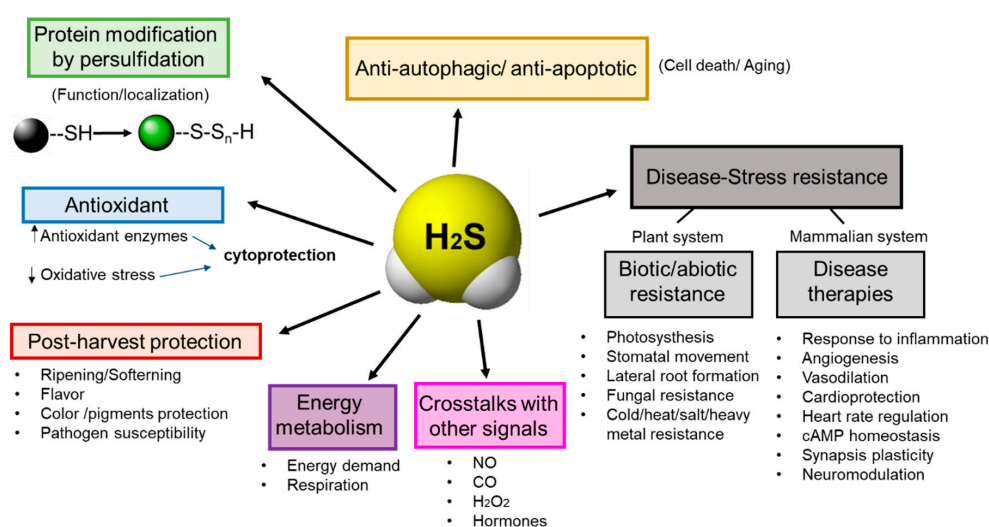 Protein modification
by persulfidation
(Function/localization)
--SH
--S-Sn-H
Anti-autophagic/ anti-apoptotic
(Cell death/ Aging)
Antioxidant
Antioxidant enzymes
Oxidative stress
cytoprotection
H2S
Disease-Stress resistance
Plant system
Biotic/abiotic
resistance
• Photosythesis
• Stomatal movement
• Lateral root formation
• Fungal resistance
• Cold/heat/salt/heavy
metal resistance
Mammalian system
Disease
therapies
• Response to inflammation
• Angiogenesis
• Vasodilation
• Cardioprotection
• Heart rate regulation
• cAMP homeostasis
• Synapsis plasticity
• Neuromodulation
Post-harvest protection
• Ripening/Softerning
• Flavor
• Color /pigments protection
• Pathogen susceptibility
Energy
metabolism
• Energy demand
• Respiration
Crosstalks with
other signals
• NO
• CO
• H2O2
• Hormones